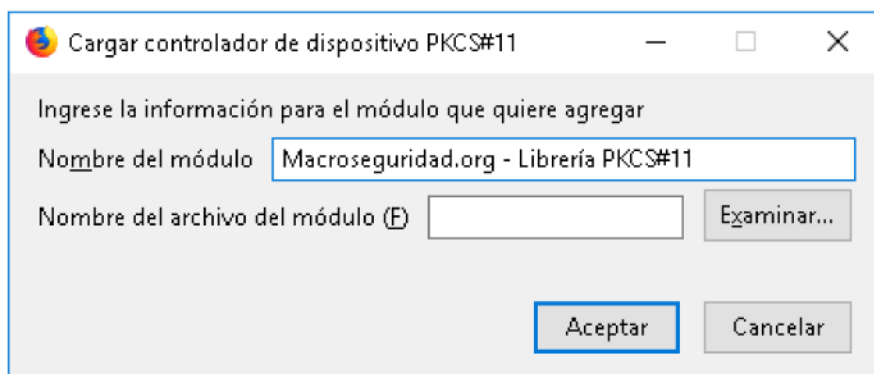 Cargar controlador de dispositivo PKCS#11
Ingrese la información para el módulo que quiere agregar
Nombre del módulo Macroseguridad.org - Librería PKCS#11
Nombre del archivo del módulo (F) Examinar...
Aceptar Cancelar